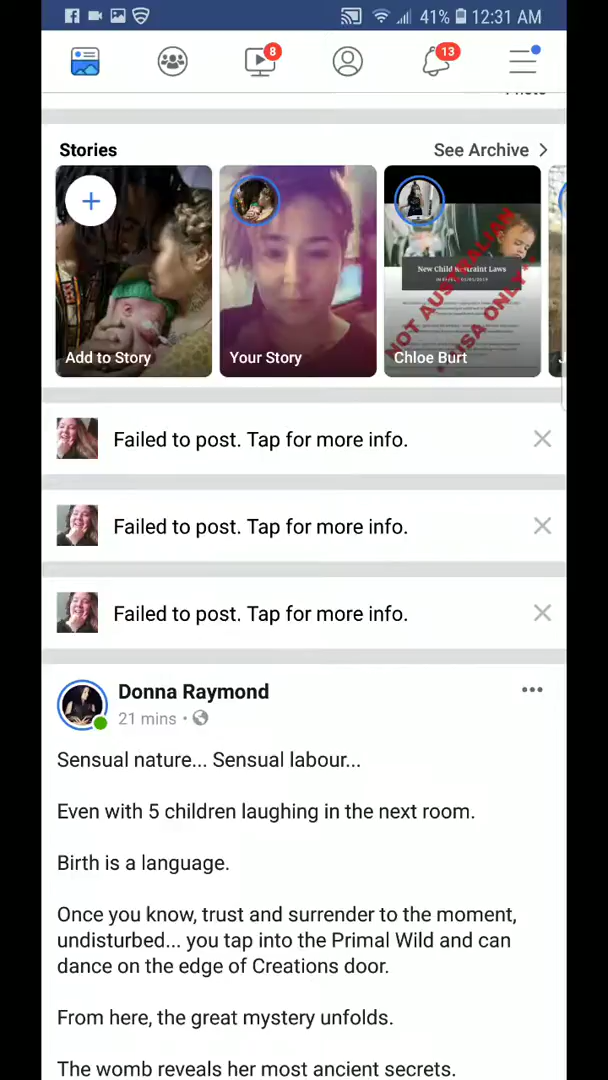 41% 12:31 AM
8
13
Stories
See Archive
New Child Restraint Laws
NOT AUSTRALIAN
USA ONLY
Add to Story
Your Story
Chloe Burt
Failed to post. Tap for more info.
Failed to post. Tap for more info.
Failed to post. Tap for more info.
Donna Raymond
21 mins
Sensual nature... Sensual labour...
Even with 5 children laughing in the next room.
Birth is a language.
Once you know, trust and surrender to the moment,
undisturbed... you tap into the Primal Wild and can
dance on the edge of Creations door.
From here, the great mystery unfolds.
The womb reveals her most ancient secrets.